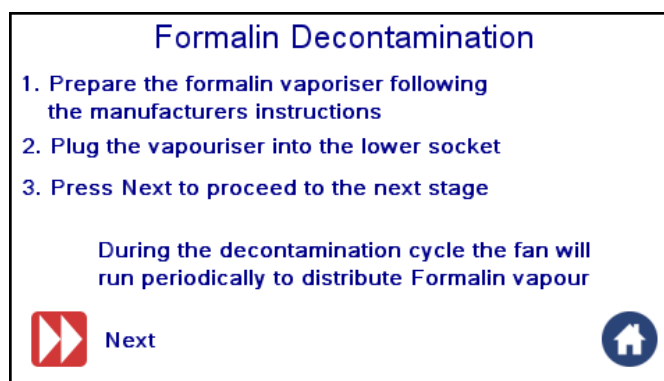 Formalin Decontamination
1. Prepare the formalin vaporiser following
the manufacturers instructions
2. Plug the vapouriser into the lower socket
3. Press Next to proceed to the next stage
During the decontamination cycle the fan will
run periodically to distribute Formalin vapour
Next